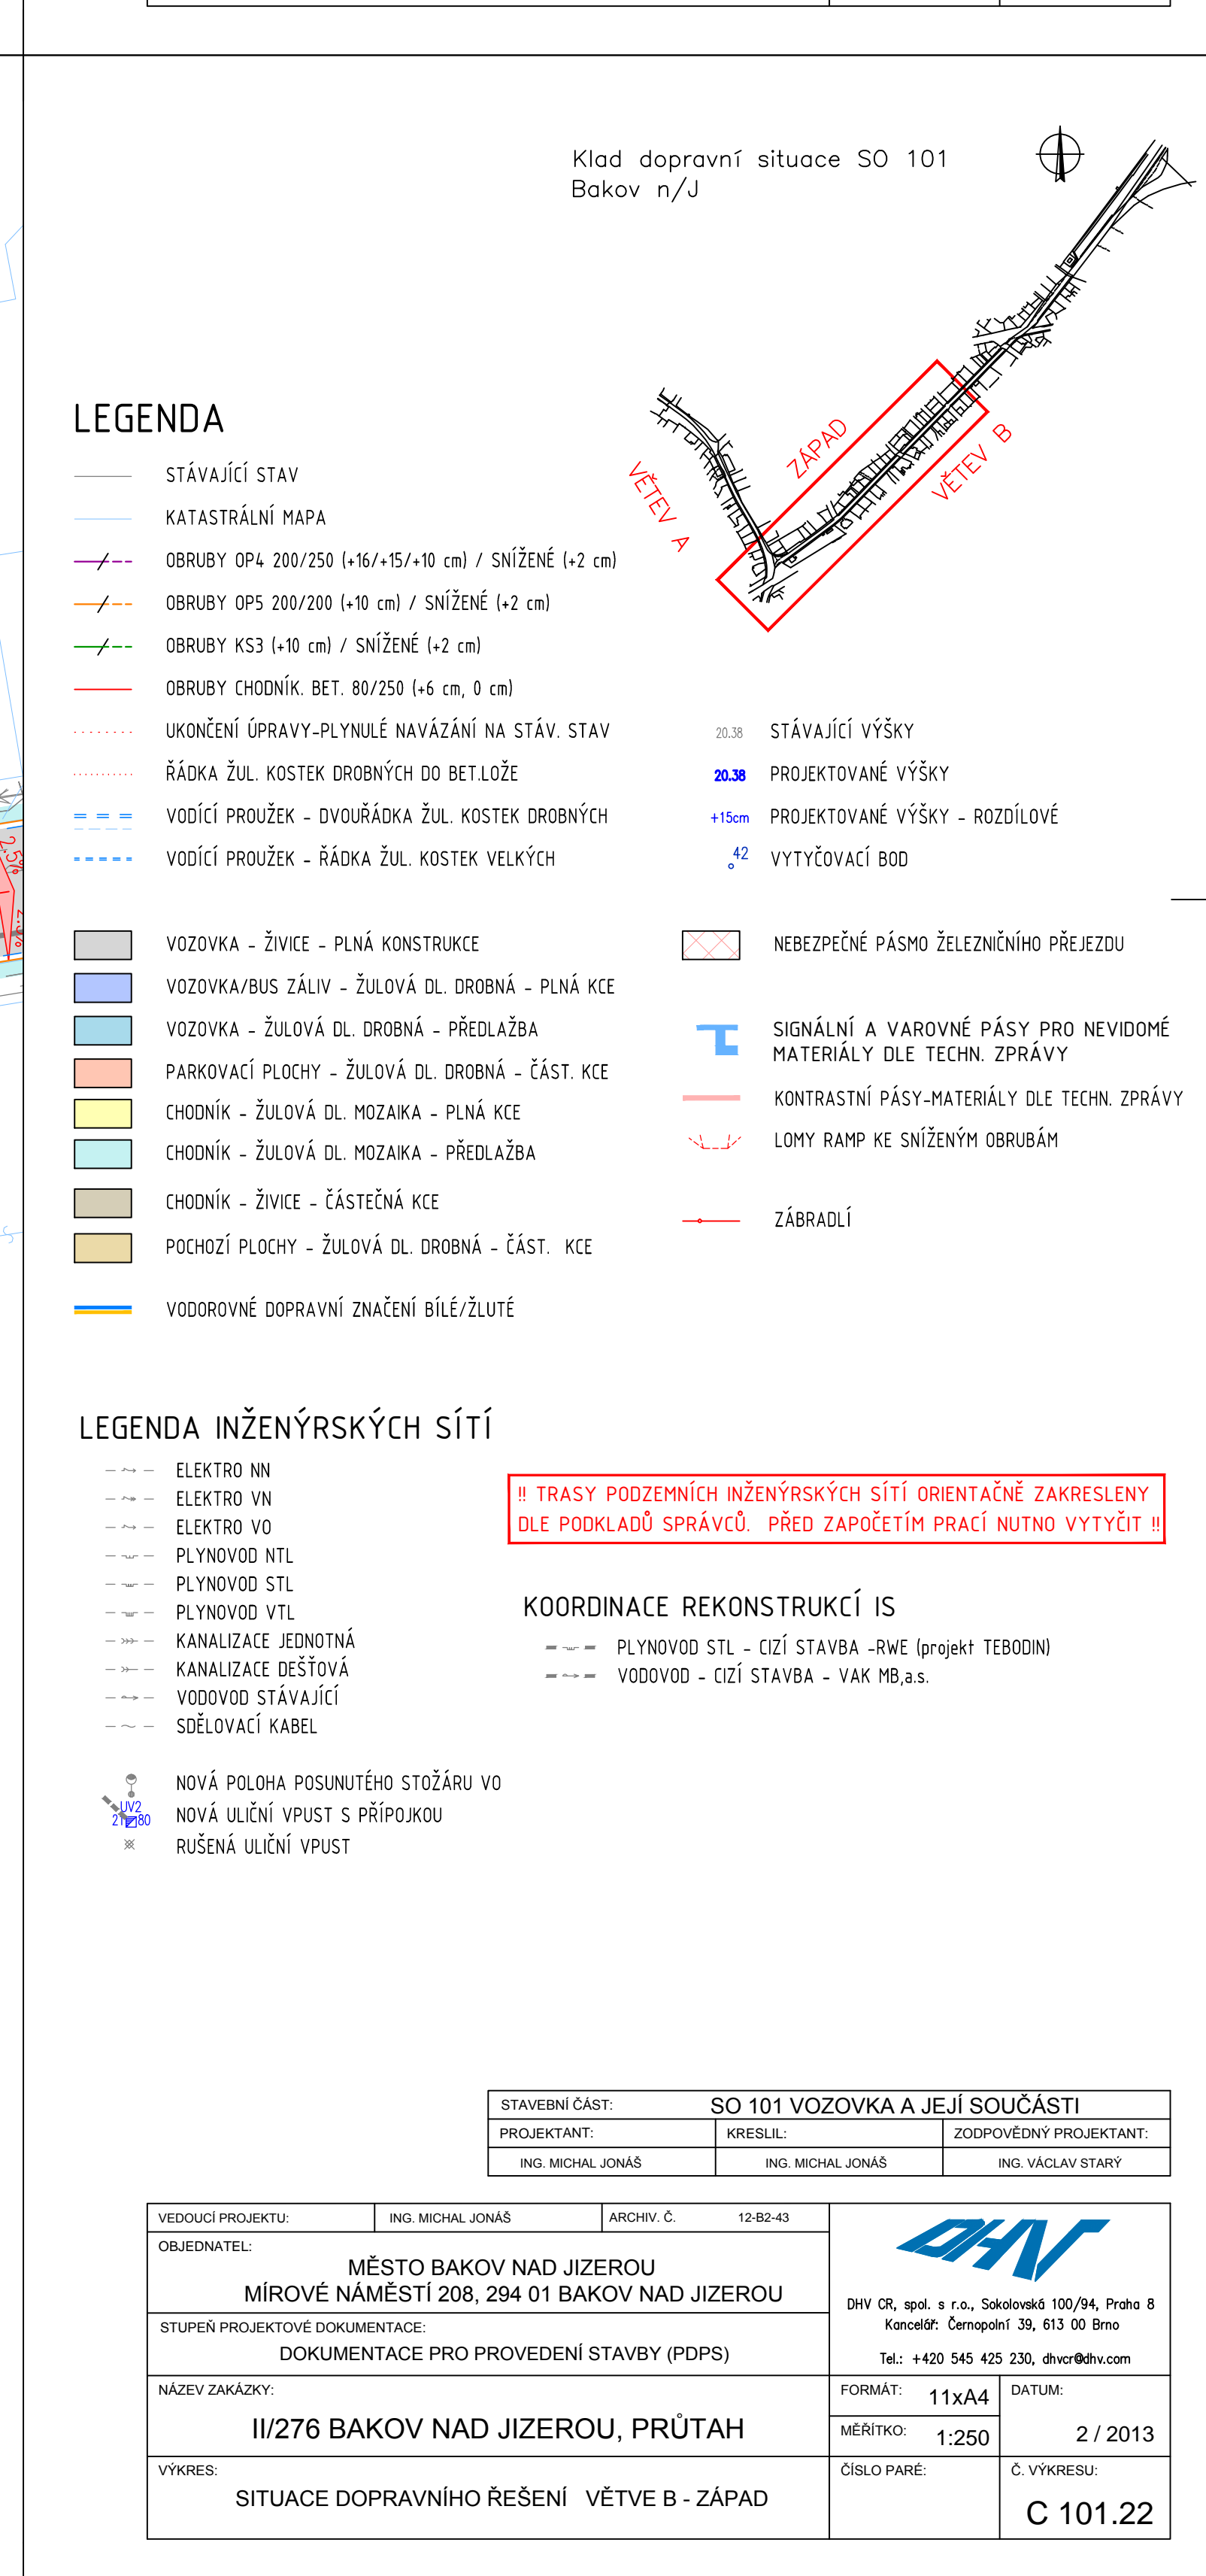 Klad dopravní situace SO 101
Bakov n/J
ZÁPAD
VĚTEV B
VĚTEV A
LEGENDA
STÁVAJÍCÍ STAV
KATASTRÁLNÍ MAPA
OBRUBY OP4 200/250 (+16/+15/+10 cm) / SNÍŽENÉ (+2 cm)
OBRUBY OP5 200/200 (+10 cm) / SNÍŽENÉ (+2 cm)
OBRUBY KS3 (+10 cm) / SNÍŽENÉ (+2 cm)
OBRUBY CHODNÍK. BET. 80/250 (+6 cm, 0 cm)
UKONČENÍ ÚPRAVY-PLYNULÉ NAVÁZÁNÍ NA STÁV. STAV
ŘÁDKA ŽUL. KOSTEK DROBNÝCH DO BET.LOŽE
VODÍCÍ PROUŽEK - DVOUŘÁDKA ŽUL. KOSTEK DROBNÝCH
VODÍCÍ PROUŽEK - ŘÁDKA ŽUL. KOSTEK VELKÝCH
20.38 STÁVAJÍCÍ VÝŠKY
20.38 PROJEKTOVANÉ VÝŠKY
+15cm PROJEKTOVANÉ VÝŠKY - ROZDÍLOVÉ
42 VYTYČOVACÍ BOD
2.5%
VOZOVKA - ŽIVICE - PLNÁ KONSTRUKCE
VOZOVKA/BUS ZÁLIV - ŽULOVÁ DL. DROBNÁ - PLNÁ KCE
VOZOVKA - ŽULOVÁ DL. DROBNÁ - PŘEDLAŽBA
PARKOVACÍ PLOCHY - ŽULOVÁ DL. DROBNÁ - ČÁST. KCE
CHODNÍK - ŽULOVÁ DL. MOZAIKA - PLNÁ KCE
CHODNÍK - ŽULOVÁ DL. MOZAIKA - PŘEDLAŽBA
CHODNÍK - ŽIVICE - ČÁSTEČNÁ KCE
POCHOZÍ PLOCHY - ŽULOVÁ DL. DROBNÁ - ČÁST. KCE
VODOROVNÉ DOPRAVNÍ ZNAČENÍ BÍLÉ/ŽLUTÉ
NEBEZPEČNÉ PÁSMO ŽELEZNIČNÍHO PŘEJEZDU
SIGNÁLNÍ A VAROVNÉ PÁSY PRO NEVIDOMÉ
MATERIÁLY DLE TECHN. ZPRÁVY
KONTRASTNÍ PÁSY-MATERIÁLY DLE TECHN. ZPRÁVY
LOMY RAMP KE SNÍŽENÝM OBRUBÁM
ZÁBRADLÍ
LEGENDA INŽENÝRSKÝCH SÍTÍ
ELEKTRO NN
ELEKTRO VN
ELEKTRO VO
PLYNOVOD NTL
PLYNOVOD STL
PLYNOVOD VTL
KANALIZACE JEDNOTNÁ
KANALIZACE DEŠŤOVÁ
VODOVOD STÁVAJÍCÍ
SDĚLOVACÍ KABEL
NOVÁ POLOHA POSUNUTÉHO STOŽÁRU VO
UV2
NOVÁ ULIČNÍ VPUST S PŘÍPOJKOU
RUŠENÁ ULIČNÍ VPUST
!! TRASY PODZEMNÍCH INŽENÝRSKÝCH SÍTÍ ORIENTAČNĚ ZAKRESLENY
DLE PODKLADŮ SPRÁVCŮ. PŘED ZAPOČETÍM PRACÍ NUTNO VYTYČIT !!
KOORDINACE REKONSTRUKCÍ IS
PLYNOVOD STL - CIZÍ STAVBA -RWE (projekt TEBODIN)
VODOVOD - CIZÍ STAVBA - VAK MB,a.s.
STAVEBNÍ ČÁST: SO 101 VOZOVKA A JEJÍ SOUČÁSTI
PROJEKTANT: KRESLIL: ZODPOVĚDNÝ PROJEKTANT:
ING. MICHAL JONÁŠ ING. MICHAL JONÁŠ ING. VÁCLAV STARÝ
VEDOUCÍ PROJEKTU: ING. MICHAL JONÁŠ ARCHIV. Č. 12-B2-43
OBJEDNATEL:
MĚSTO BAKOV NAD JIZEROU
MÍROVÉ NÁMĚSTÍ 208, 294 01 BAKOV NAD JIZEROU
STUPEŇ PROJEKTOVÉ DOKUMENTACE:
DOKUMENTACE PRO PROVEDENÍ STAVBY (PDPS)
DHV
DHV CR, spol. s r.o., Sokolovská 100/94, Praha 8
Kancelář: Černopolní 39, 613 00 Brno
Tel.: +420 545 425 230, dhvcr@dhv.com
NÁZEV ZAKÁZKY:
II/276 BAKOV NAD JIZEROU, PRŮTAH
FORMÁT: 11xA4
MĚŘÍTKO: 1:250
DATUM:
2 / 2013
VÝKRES:
SITUACE DOPRAVNÍHO ŘEŠENÍ VĚTVE B - ZÁPAD
ČÍSLO PARÉ:
Č. VÝKRESU:
C 101.22